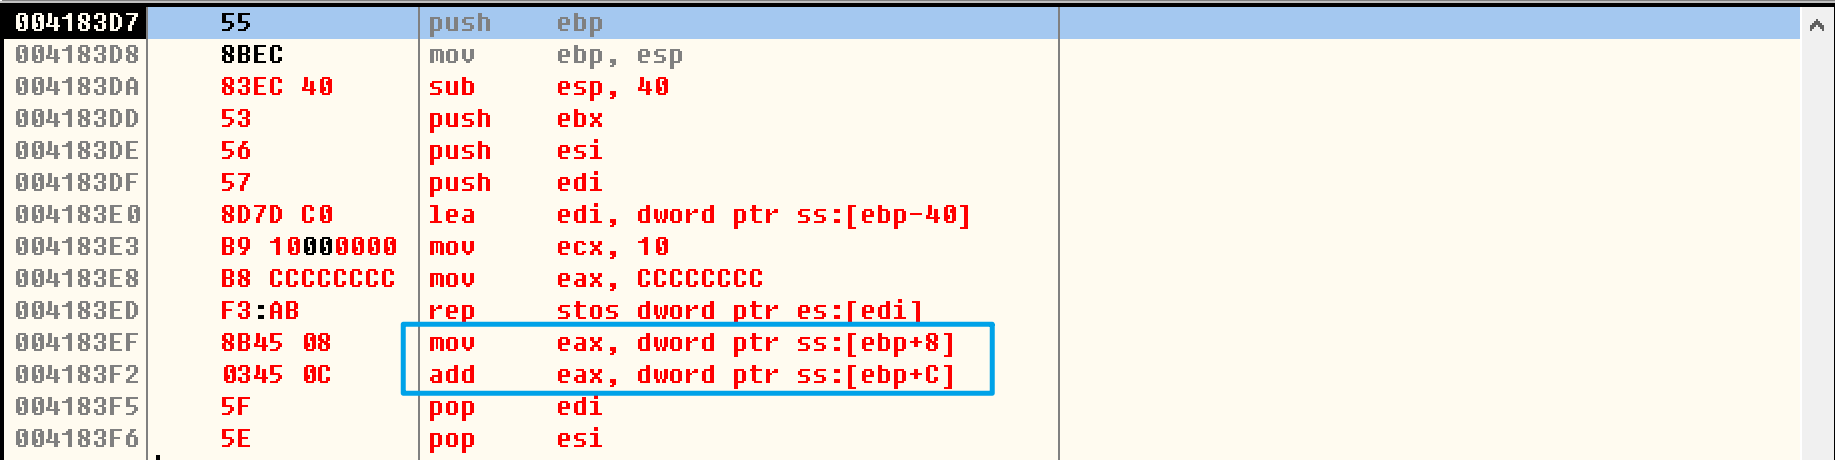 004183D7 55 push ebp
004183D8 8BEC mov ebp, esp
004183DA 83EC 40 sub esp, 40
004183DD 53 push ebx
004183DE 56 push esi
004183DF 57 push edi
004183E0 8D7D C0 lea edi, dword ptr ss:[ebp-40]
004183E3 B9 10000000 mov ecx, 10
004183E8 B8 CCCCCCCC mov eax, CCCCCCCC
004183ED F3:AB rep stos dword ptr es:[edi]
004183EF 8B45 08 mov eax, dword ptr ss:[ebp+8]
004183F2 0345 0C add eax, dword ptr ss:[ebp+C]
004183F5 5F pop edi
004183F6 5E pop esi